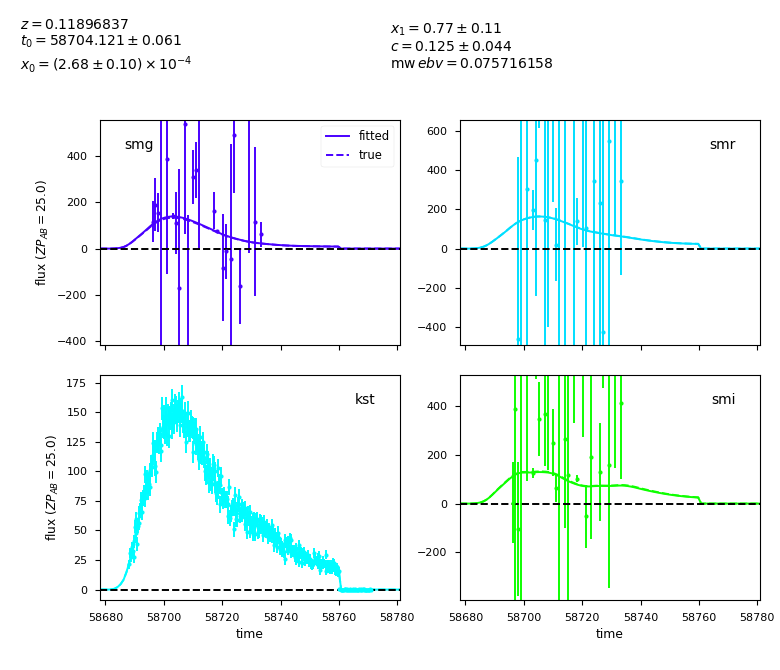 z = 0.11896837
t₀ = 58704.121 ± 0.061
x₀ = (2.68 ± 0.10) × 10⁻⁴
x₁ = 0.77 ± 0.11
c = 0.125 ± 0.044
mw ebv = 0.075716158
smg
fitted
true
flux (ZP_AB = 25.0)
400
200
0
−200
−400
smr
600
400
200
0
−200
−400
kst
flux (ZP_AB = 25.0)
175
150
125
100
75
50
25
0
58680 58700 58720 58740 58760 58780
time
smi
400
200
0
−200
58680 58700 58720 58740 58760 58780
time